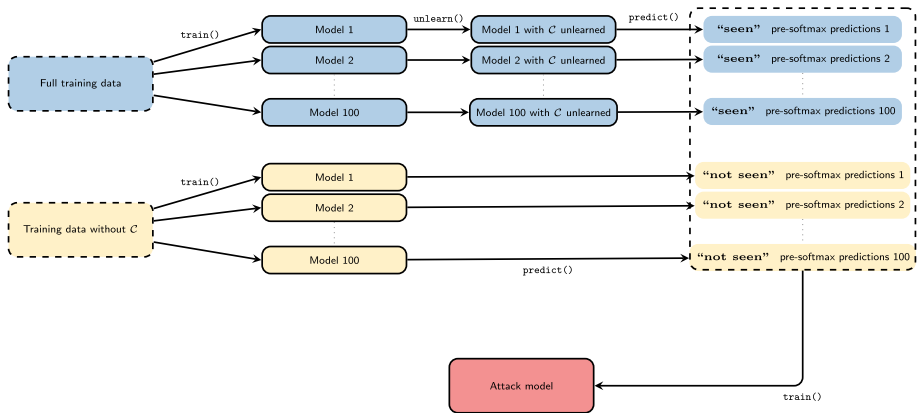 train()
unlearn()
predict()
Full training data
Model 1
Model 1 with C unlearned
“seen” pre-softmax predictions 1
Model 2
Model 2 with C unlearned
“seen” pre-softmax predictions 2
Model 100
Model 100 with C unlearned
“seen” pre-softmax predictions 100
train()
Training data without C
Model 1
“not seen” pre-softmax predictions 1
Model 2
“not seen” pre-softmax predictions 2
Model 100
“not seen” pre-softmax predictions 100
predict()
Attack model
train()